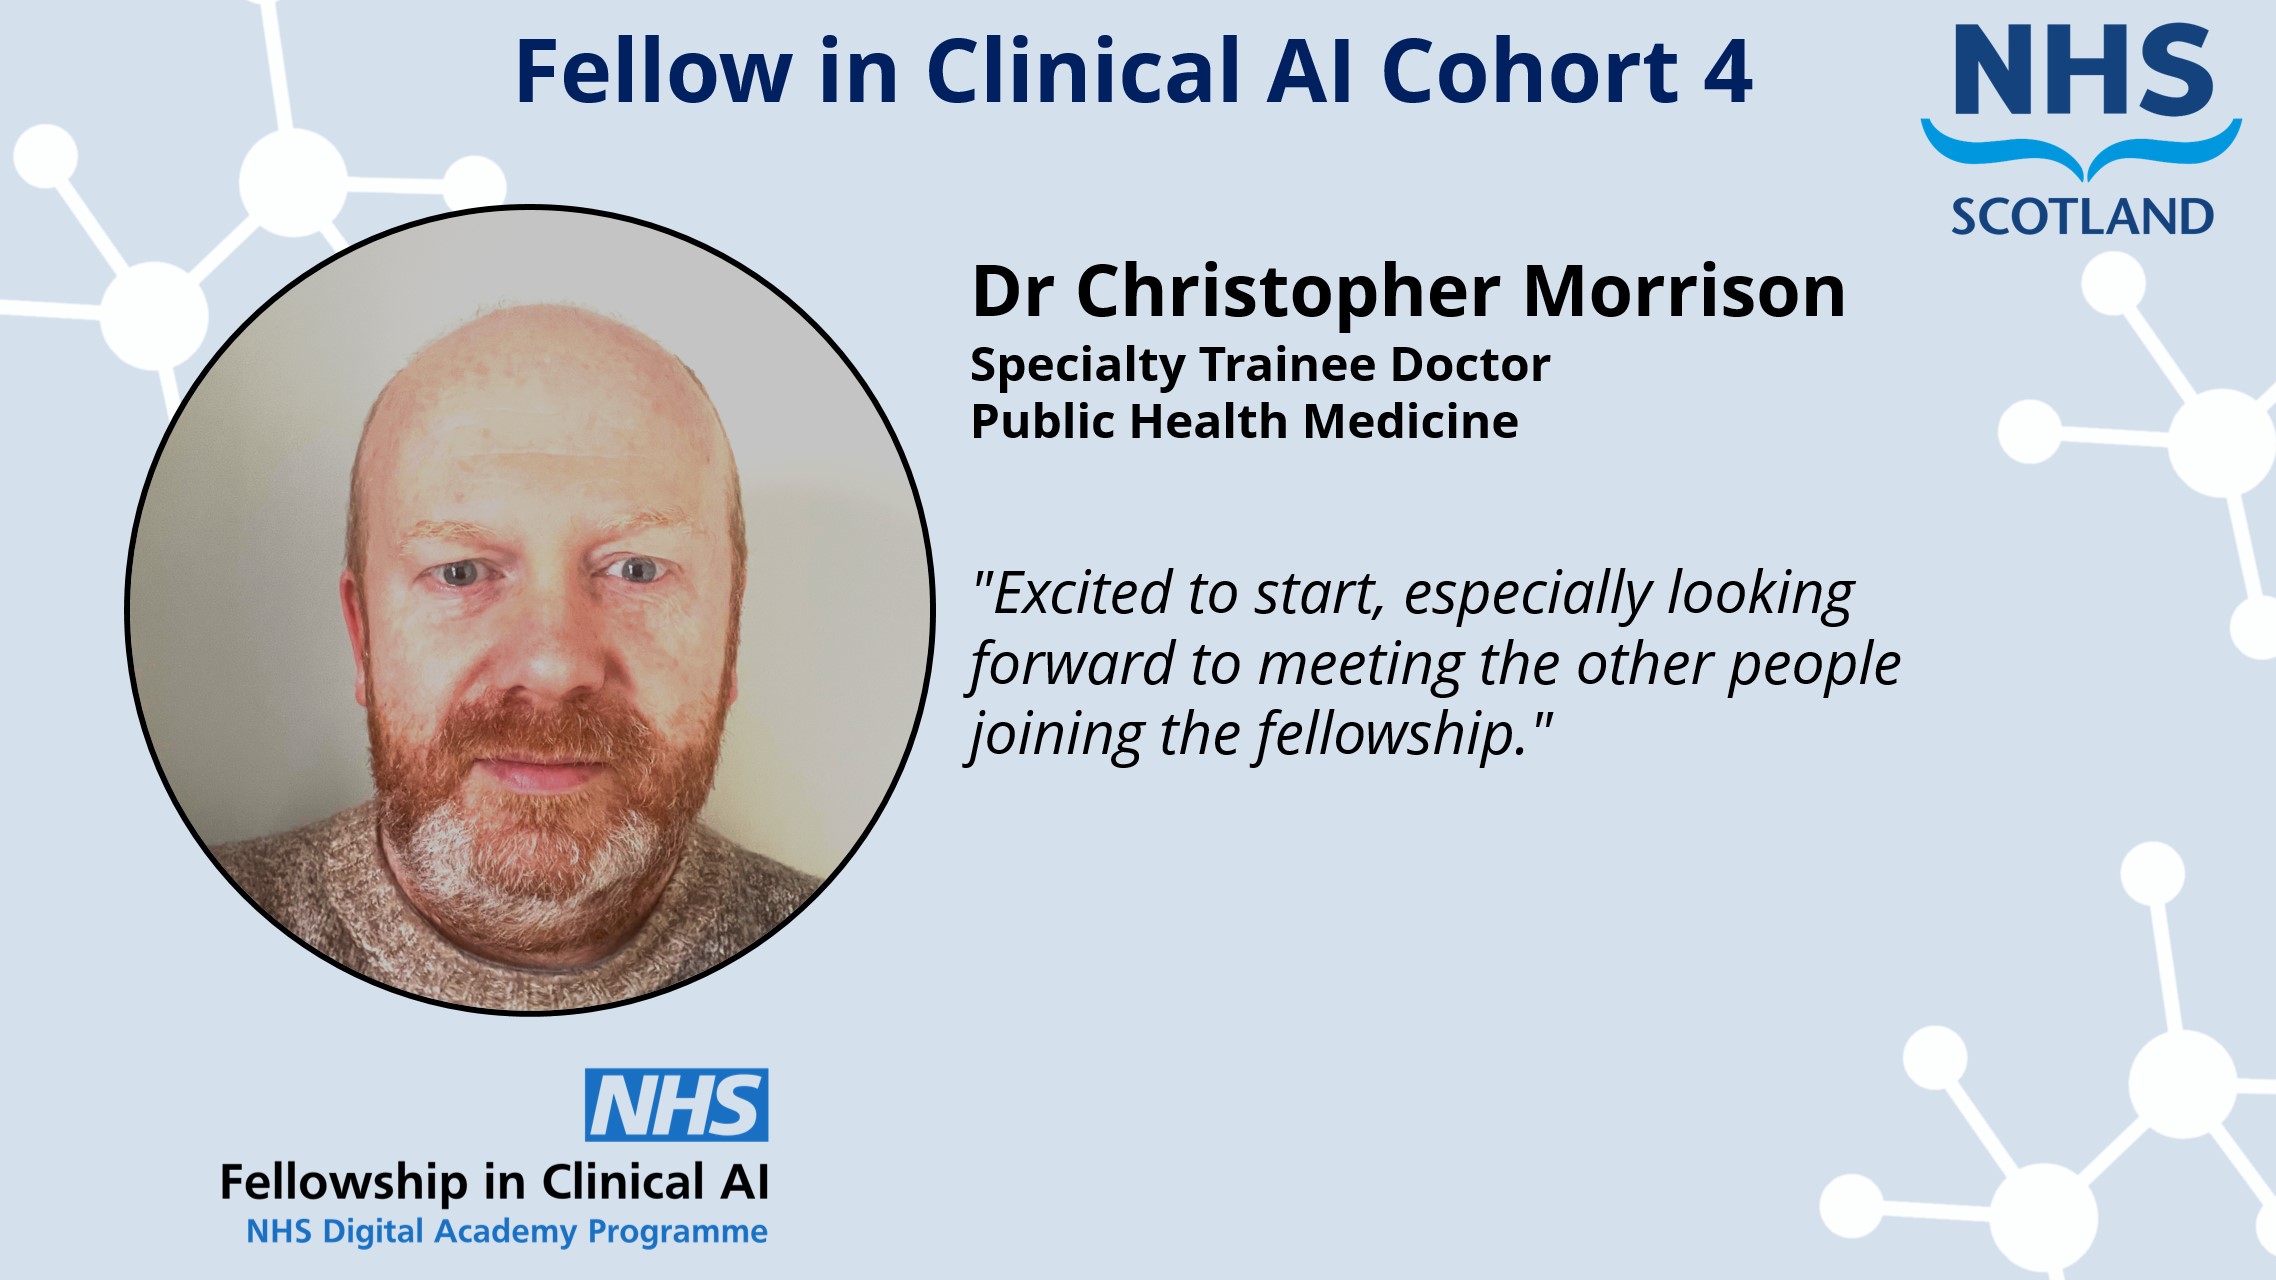 Fellow in Clinical AI Cohort 4
NHS
SCOTLAND
Dr Christopher Morrison
Specialty Trainee Doctor
Public Health Medicine
"Excited to start, especially looking
forward to meeting the other people
joining the fellowship."
NHS
Fellowship in Clinical AI
NHS Digital Academy Programme